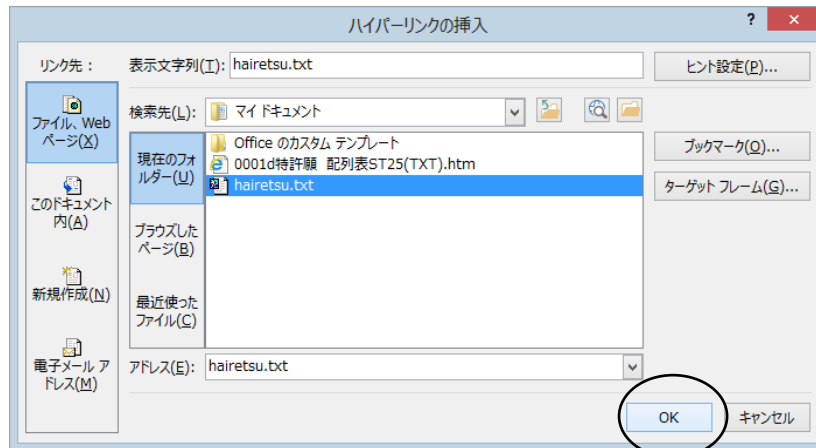 ハイパーリンクの挿入
?
×
リンク先：
表示文字列(T): hairetsu.txt
ヒント設定(P)...
ファイル、Web
ページ(X)
検索先(L): マイ ドキュメント
現在のフォ
ルダー(U)
Office のカスタム テンプレート
0001d特許願 配列表ST25(TXT).htm
hairetsu.txt
ブックマーク(O)...
ターゲット フレーム(G)...
このドキュメント
内(A)
ブラウズした
ページ(B)
新規作成(N)
最近使った
ファイル(C)
電子メール ア
ドレス(M)
アドレス(E): hairetsu.txt
OK
キャンセル